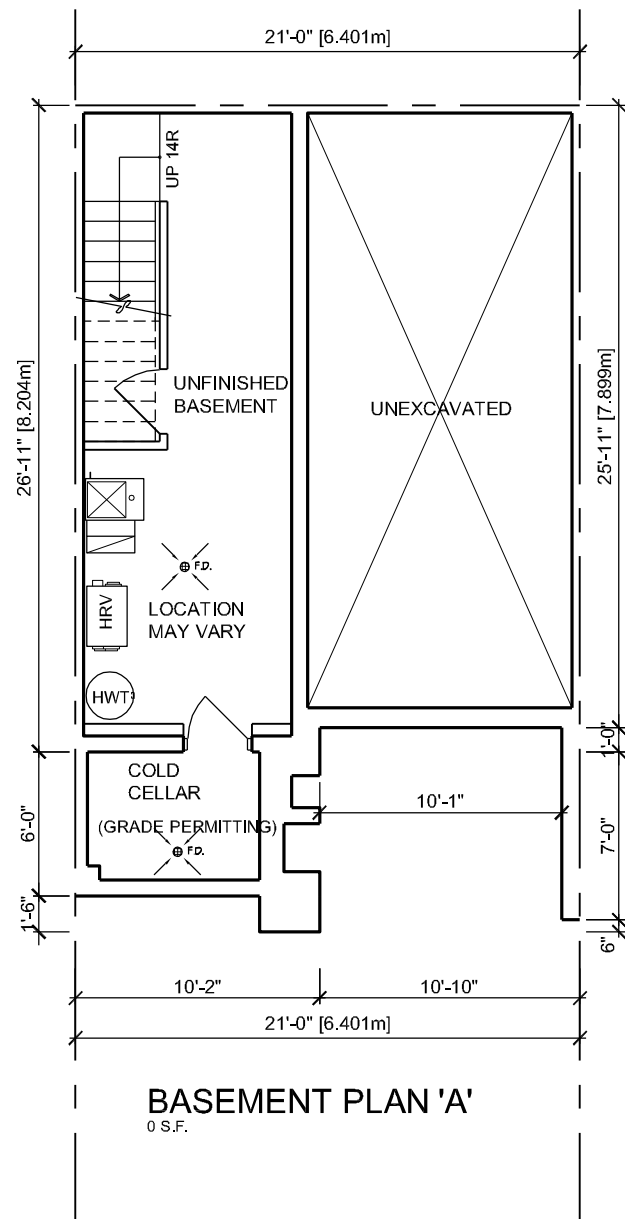 21'-0" [6.401m]
UP 14R
26'-11" [8.204m]
25'-11" [7.899m]
UNFINISHED
BASEMENT
UNEXCAVATED
F.D.
HRV
LOCATION
MAY VARY
HWT
1'-0"
COLD
CELLAR
(GRADE PERMITTING)
F.D.
10'-1"
6'-0"
7'-0"
1'-6"
6"
10'-2"
10'-10"
21'-0" [6.401m]
BASEMENT PLAN 'A'
0 S.F.